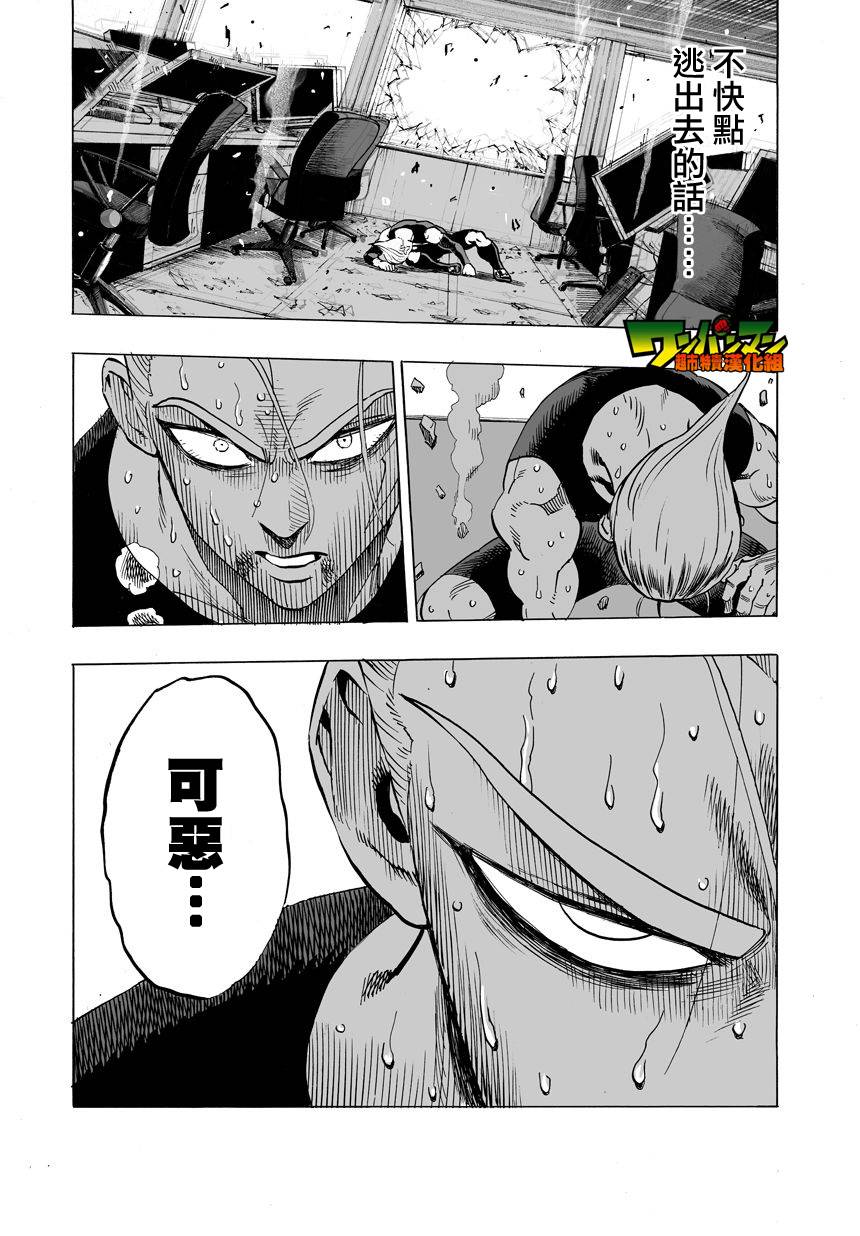 不快點
逃出去的話……
ワンパンマン
超市特賣漢化組
可惡…